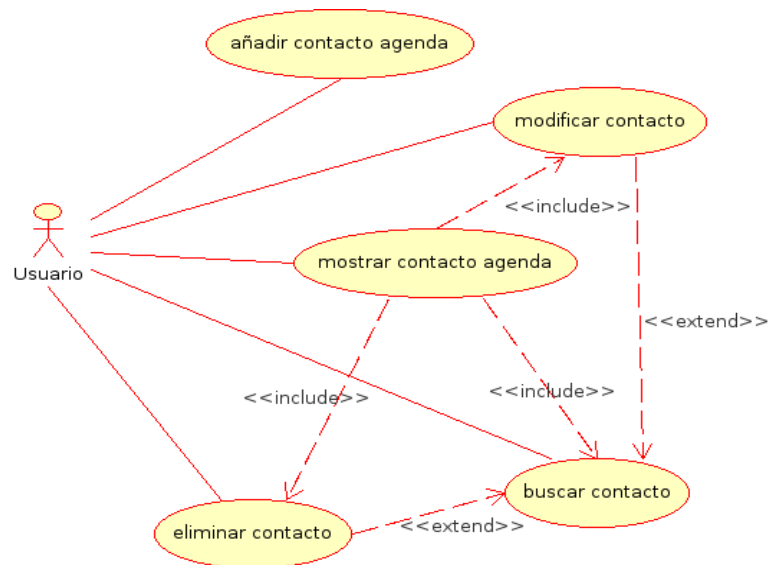 añadir contacto agenda
modificar contacto
<<include>>
mostrar contacto agenda
Usuario
<<extend>>
<<include>>
<<include>>
buscar contacto
<<extend>>
eliminar contacto